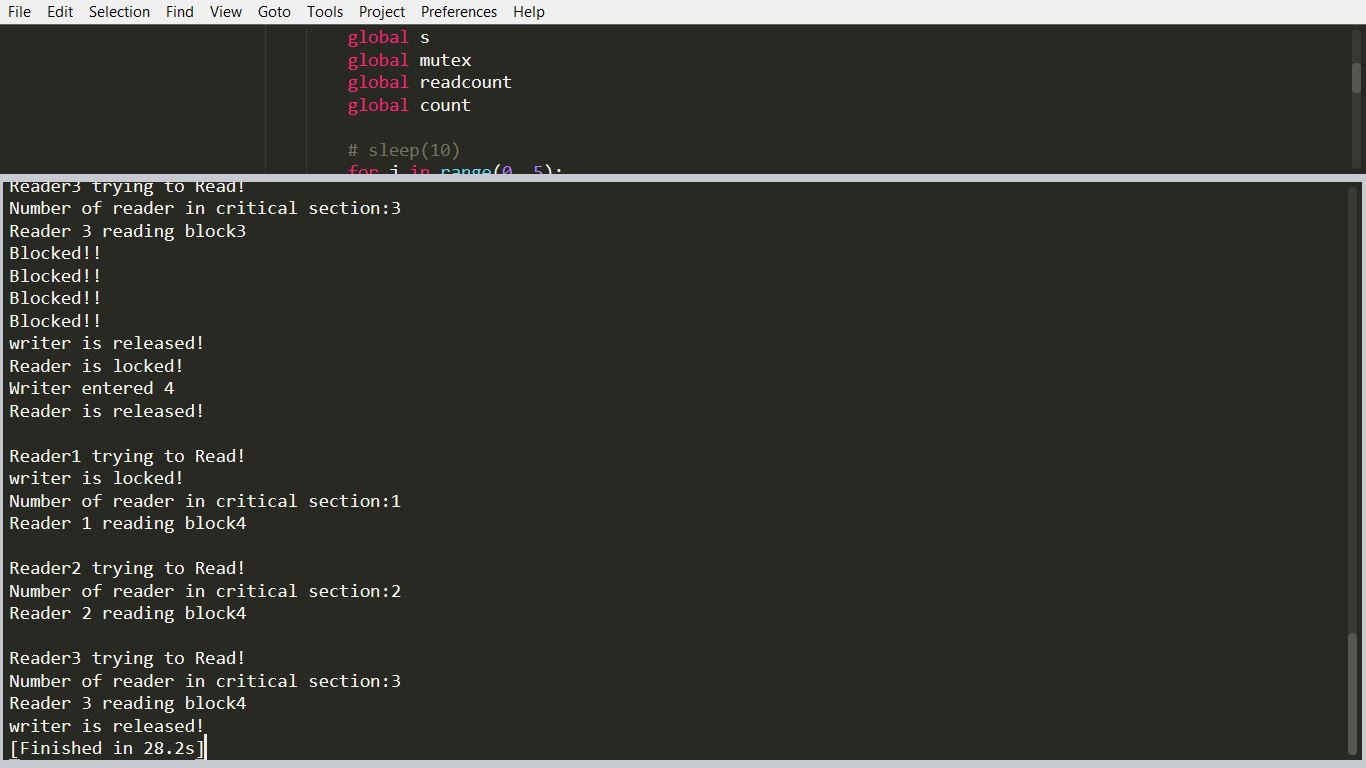 File Edit Selection Find View Goto Tools Project Preferences Help
global s
global mutex
global readcount
global count
# sleep(10)
for i in range(0, 5):
Reader3 trying to Read!
Number of reader in critical section:3
Reader 3 reading block3
Blocked!!
Blocked!!
Blocked!!
Blocked!!
writer is released!
Reader is locked!
Writer entered 4
Reader is released!
Reader1 trying to Read!
writer is locked!
Number of reader in critical section:1
Reader 1 reading block4
Reader2 trying to Read!
Number of reader in critical section:2
Reader 2 reading block4
Reader3 trying to Read!
Number of reader in critical section:3
Reader 3 reading block4
writer is released!
[Finished in 28.2s]